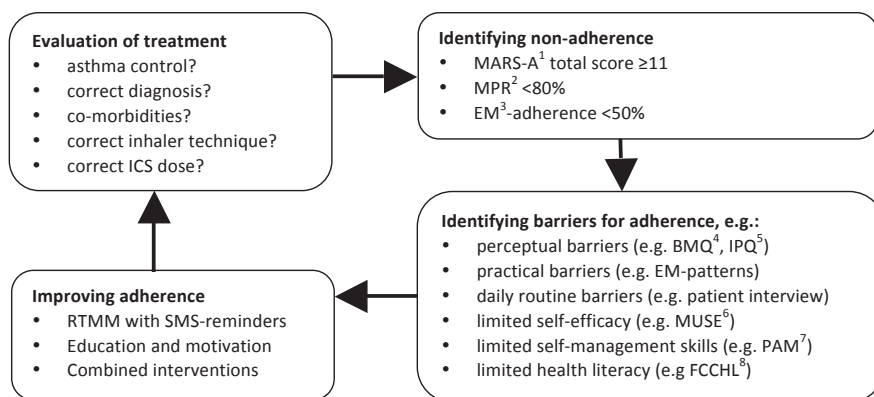 Evaluation of treatment
• asthma control?
• correct diagnosis?
• co-morbidities?
• correct inhaler technique?
• correct ICS dose?
Identifying non-adherence
• MARS-A¹ total score ≥11
• MPR² <80%
• EM³-adherence <50%
Identifying barriers for adherence, e.g.:
• perceptual barriers (e.g. BMQ⁴, IPQ⁵)
• practical barriers (e.g. EM-patterns)
• daily routine barriers (e.g. patient interview)
• limited self-efficacy (e.g. MUSE⁶)
• limited self-management skills (e.g. PAM⁷)
• limited health literacy (e.g FCCHL⁸)
Improving adherence
• RTMM with SMS-reminders
• Education and motivation
• Combined interventions